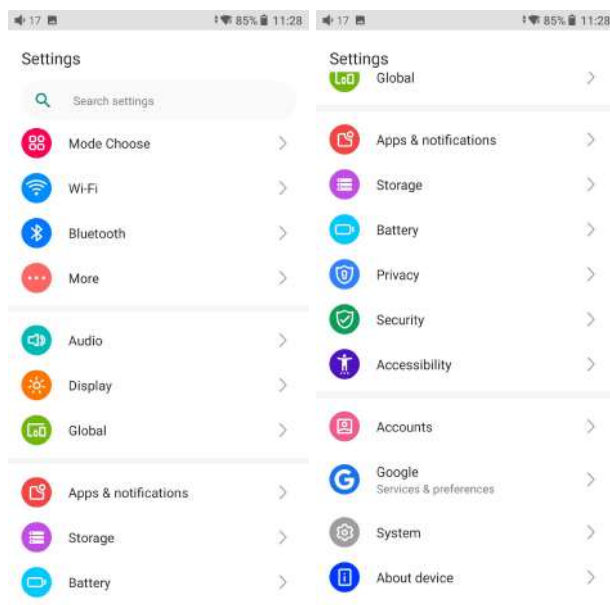 17 85% 11:28
Settings
Search settings
Mode Choose
Wi-Fi
Bluetooth
More
Audio
Display
Global
Apps & notifications
Storage
Battery
17 85% 11:28
Settings
Global
Apps & notifications
Storage
Battery
Privacy
Security
Accessibility
Accounts
Google
Services & preferences
System
About device